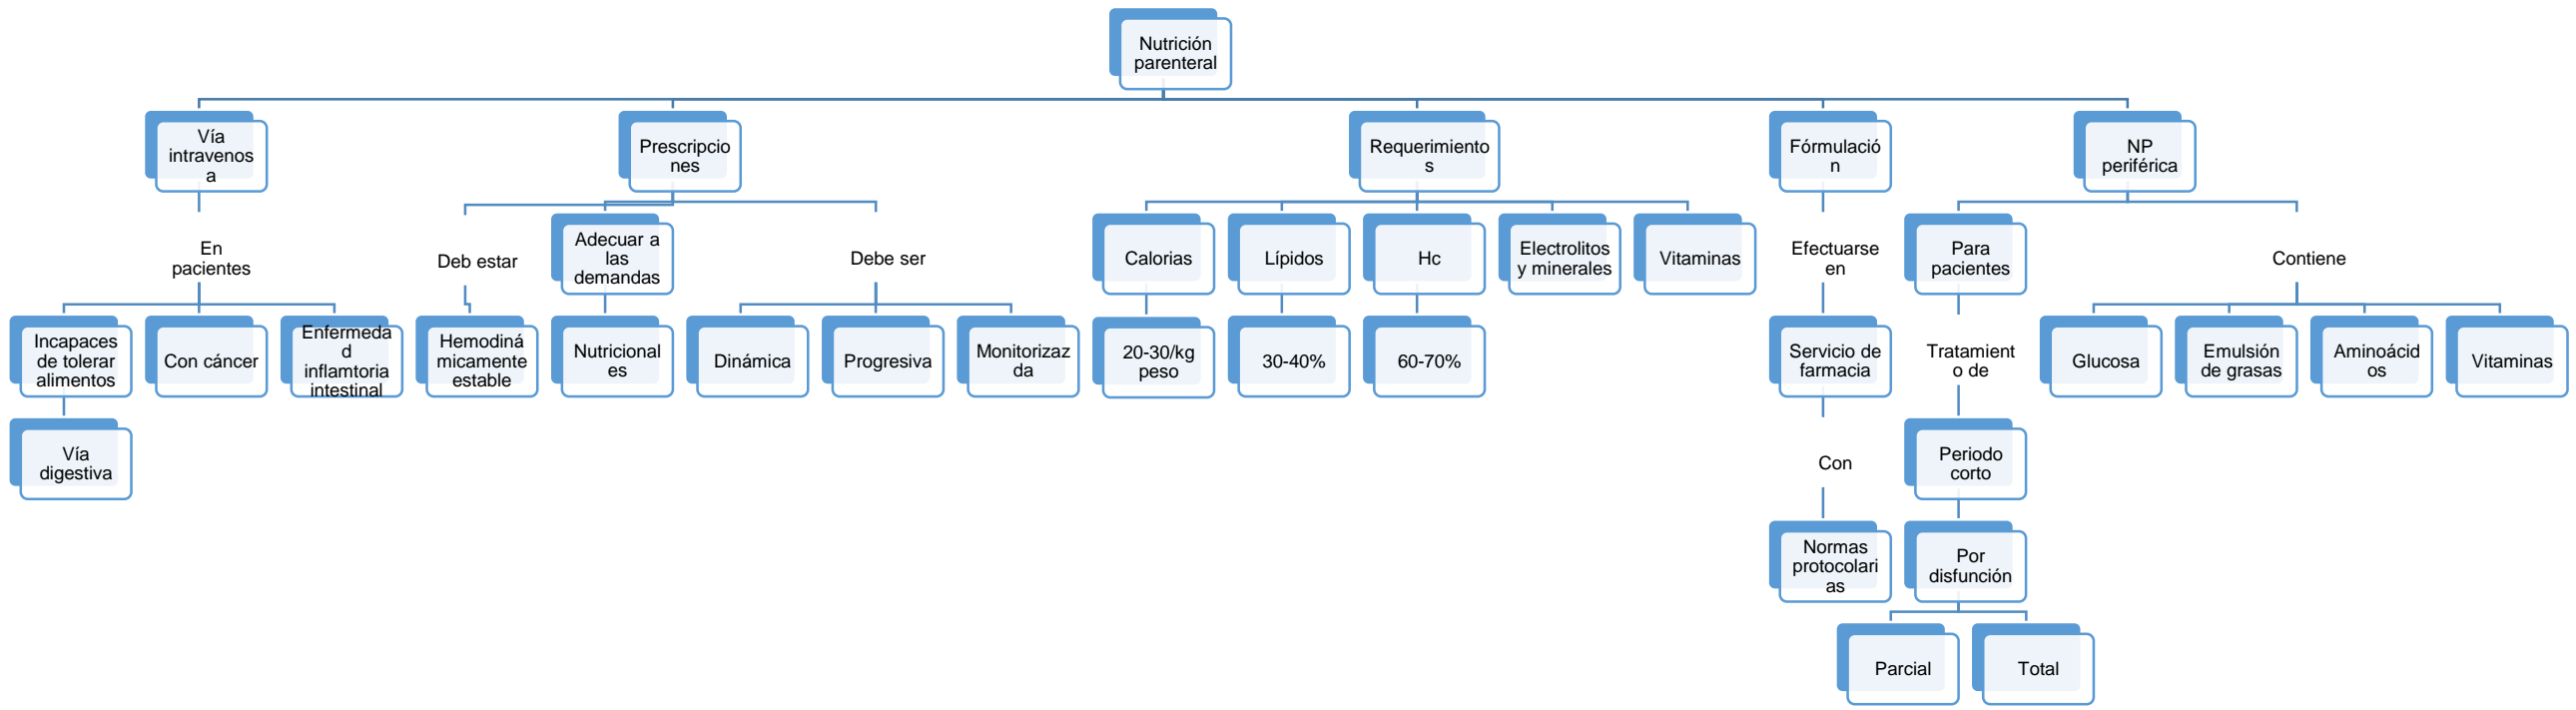 Nutrición
parenteral
Vía
intravenos
a
Prescripcio
nes
Requerimiento
s
Fórmulació
n
NP
periférica
En
pacientes
Deb estar
Adecuar a
las
demandas
Debe ser
Calorias
Lípidos
Hc
Electrolitos
y minerales
Vitaminas
Efectuarse
en
Para
pacientes
Contiene
Incapaces
de tolerar
alimentos
Con cáncer
Enfermeda
d
inflamtoria
intestinal
Hemodiná
micamente
estable
Nutricional
es
Dinámica
Progresiva
Monitorizaz
da
20-30/kg
peso
30-40%
60-70%
Servicio de
farmacia
Tratamient
o de
Glucosa
Emulsión
de grasas
Aminoácid
os
Vitaminas
Vía
digestiva
Con
Periodo
corto
Normas
protocolari
as
Por
disfunción
Parcial
Total